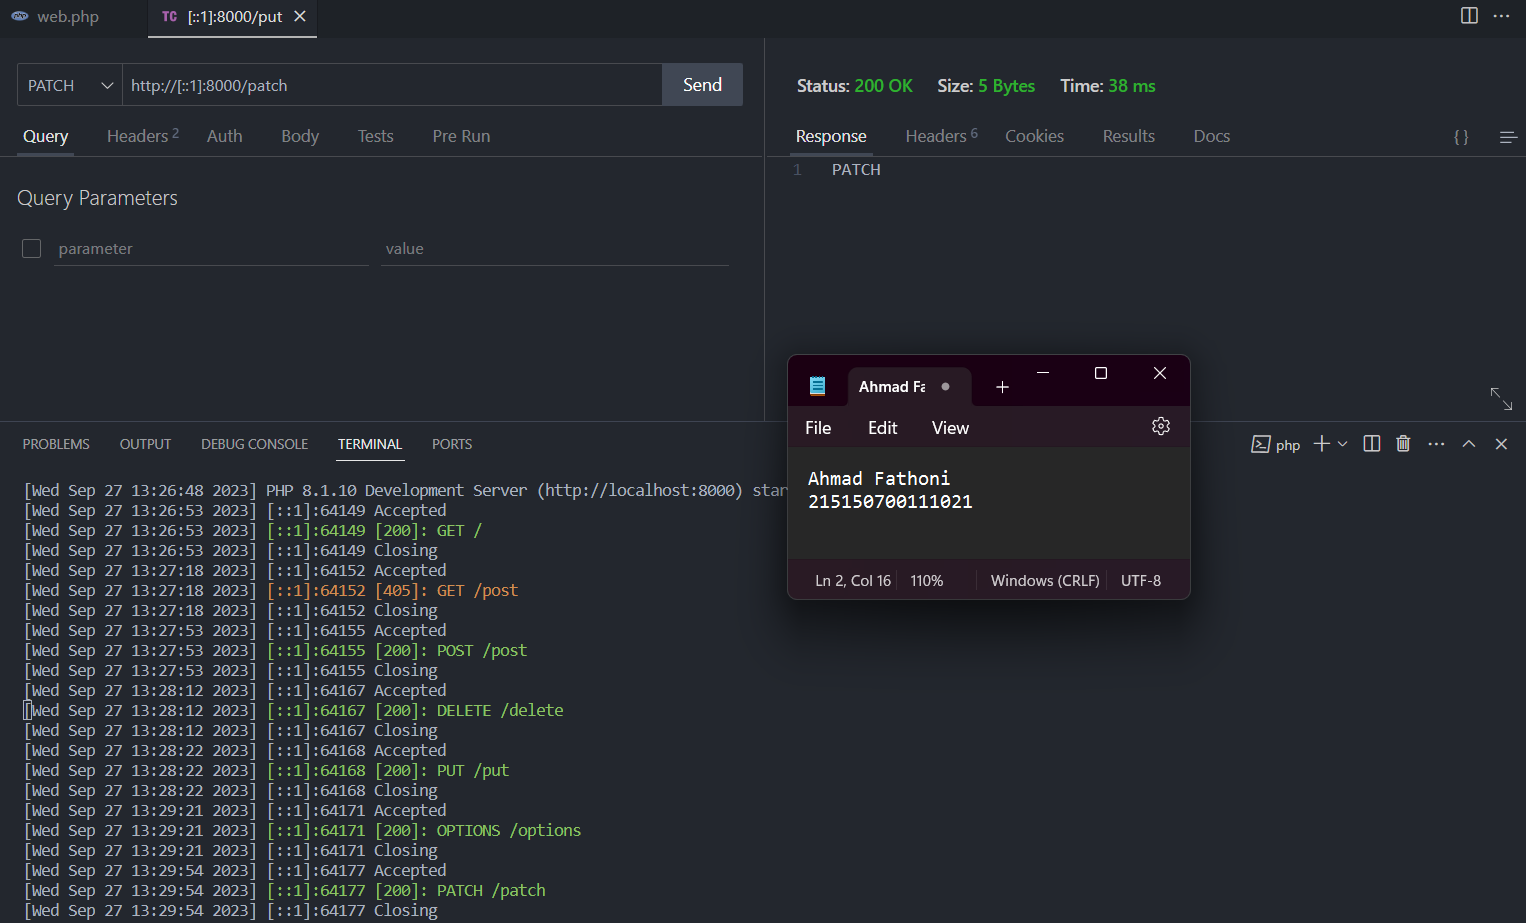 web.php
TC [::1]:8000/put
PATCH http://[::1]:8000/patch Send
Query Headers 2 Auth Body Tests Pre Run
Query Parameters
parameter value
Status: 200 OK Size: 5 Bytes Time: 38 ms
Response Headers 6 Cookies Results Docs { }
1 PATCH
PROBLEMS OUTPUT DEBUG CONSOLE TERMINAL PORTS php
[Wed Sep 27 13:26:48 2023] PHP 8.1.10 Development Server (http://localhost:8000) star
[Wed Sep 27 13:26:53 2023] [::1]:64149 Accepted
[Wed Sep 27 13:26:53 2023] [::1]:64149 [200]: GET /
[Wed Sep 27 13:26:53 2023] [::1]:64149 Closing
[Wed Sep 27 13:27:18 2023] [::1]:64152 Accepted
[Wed Sep 27 13:27:18 2023] [::1]:64152 [405]: GET /post
[Wed Sep 27 13:27:18 2023] [::1]:64152 Closing
[Wed Sep 27 13:27:53 2023] [::1]:64155 Accepted
[Wed Sep 27 13:27:53 2023] [::1]:64155 [200]: POST /post
[Wed Sep 27 13:27:53 2023] [::1]:64155 Closing
[Wed Sep 27 13:28:12 2023] [::1]:64167 Accepted
[Wed Sep 27 13:28:12 2023] [::1]:64167 [200]: DELETE /delete
[Wed Sep 27 13:28:12 2023] [::1]:64167 Closing
[Wed Sep 27 13:28:22 2023] [::1]:64168 Accepted
[Wed Sep 27 13:28:22 2023] [::1]:64168 [200]: PUT /put
[Wed Sep 27 13:28:22 2023] [::1]:64168 Closing
[Wed Sep 27 13:29:21 2023] [::1]:64171 Accepted
[Wed Sep 27 13:29:21 2023] [::1]:64171 [200]: OPTIONS /options
[Wed Sep 27 13:29:21 2023] [::1]:64171 Closing
[Wed Sep 27 13:29:54 2023] [::1]:64177 Accepted
[Wed Sep 27 13:29:54 2023] [::1]:64177 [200]: PATCH /patch
[Wed Sep 27 13:29:54 2023] [::1]:64177 Closing
Ahmad Fa
File Edit View
Ahmad Fathoni
215150700111021
Ln 2, Col 16 110% Windows (CRLF) UTF-8